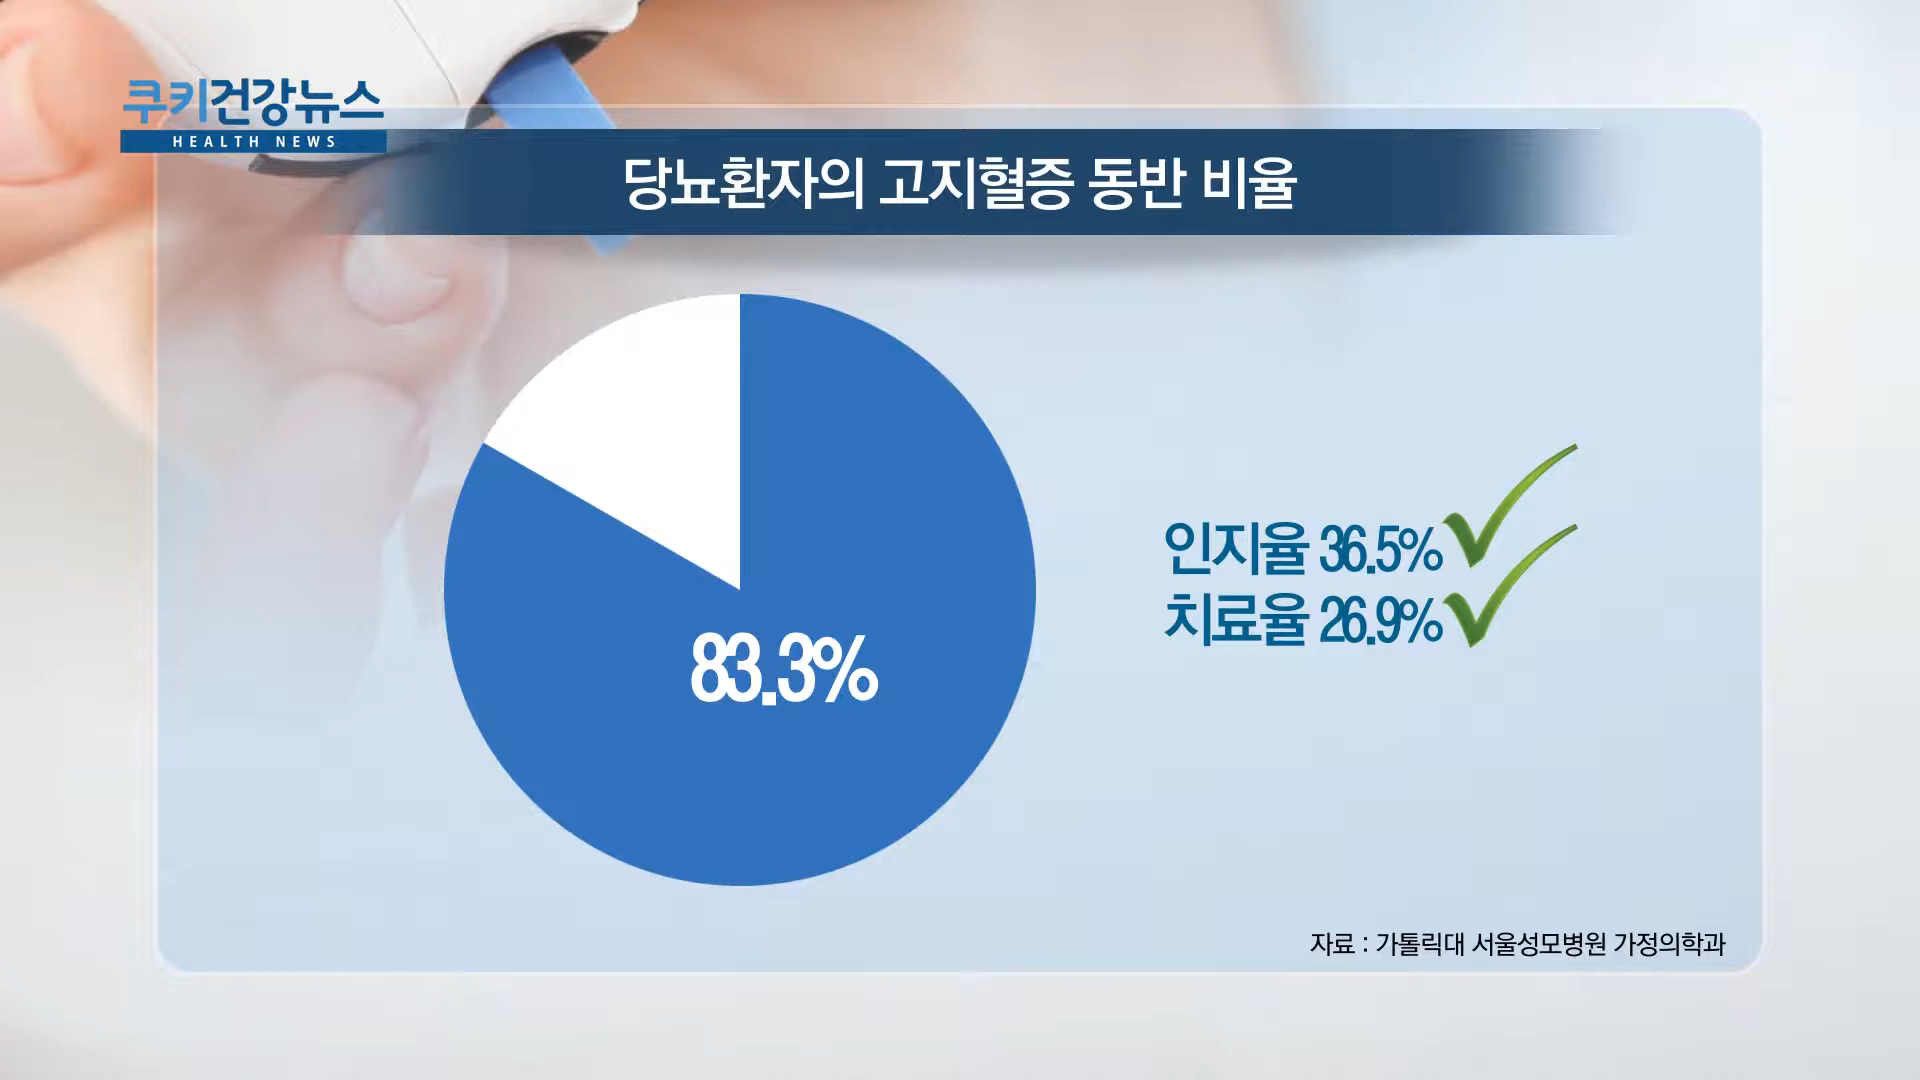 쿠키건강뉴스
HEALTH NEWS
당뇨환자의 고지혈증 동반 비율
83.3%
인지율 36.5%
치료율 26.9%
자료 : 가톨릭대 서울성모병원 가정의학과